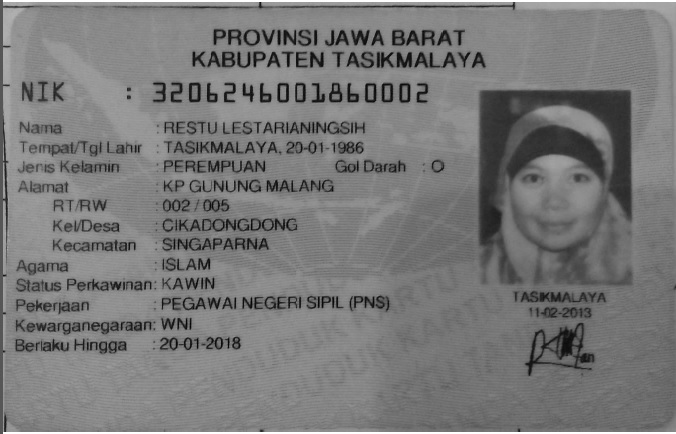 PROVINSI JAWA BARAT
KABUPATEN TASIKMALAYA
NIK : 3206246001860002
Nama : RESTU LESTARIANINGSIH
Tempat/Tgl Lahir : TASIKMALAYA, 20-01-1986
Jenis Kelamin : PEREMPUAN Gol Darah : O
Alamat : KP GUNUNG MALANG
RT/RW : 002 / 005
Kel/Desa : CIKADONGDONG
Kecamatan : SINGAPARNA
Agama : ISLAM
Status Perkawinan: KAWIN
Pekerjaan : PEGAWAI NEGERI SIPIL (PNS)
Kewarganegaraan: WNI
Berlaku Hingga : 20-01-2018
TASIKMALAYA
11-02-2013